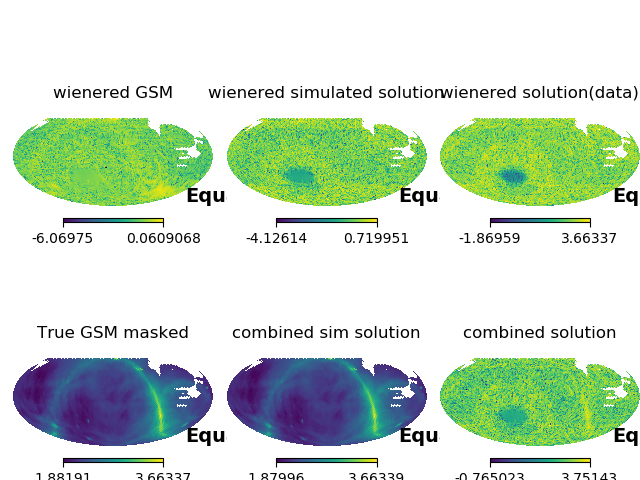 wienered GSM
wienered simulated solution
wienered solution(data)
Equ
Equ
Eq
-6.06975 0.0609068
-4.12614 0.719951
-1.86959 3.66337
True GSM masked
combined sim solution
combined solution
Equ
Equ
Eq
1.88191 3.66337
1.87996 3.66339
-0.765023 3.75143